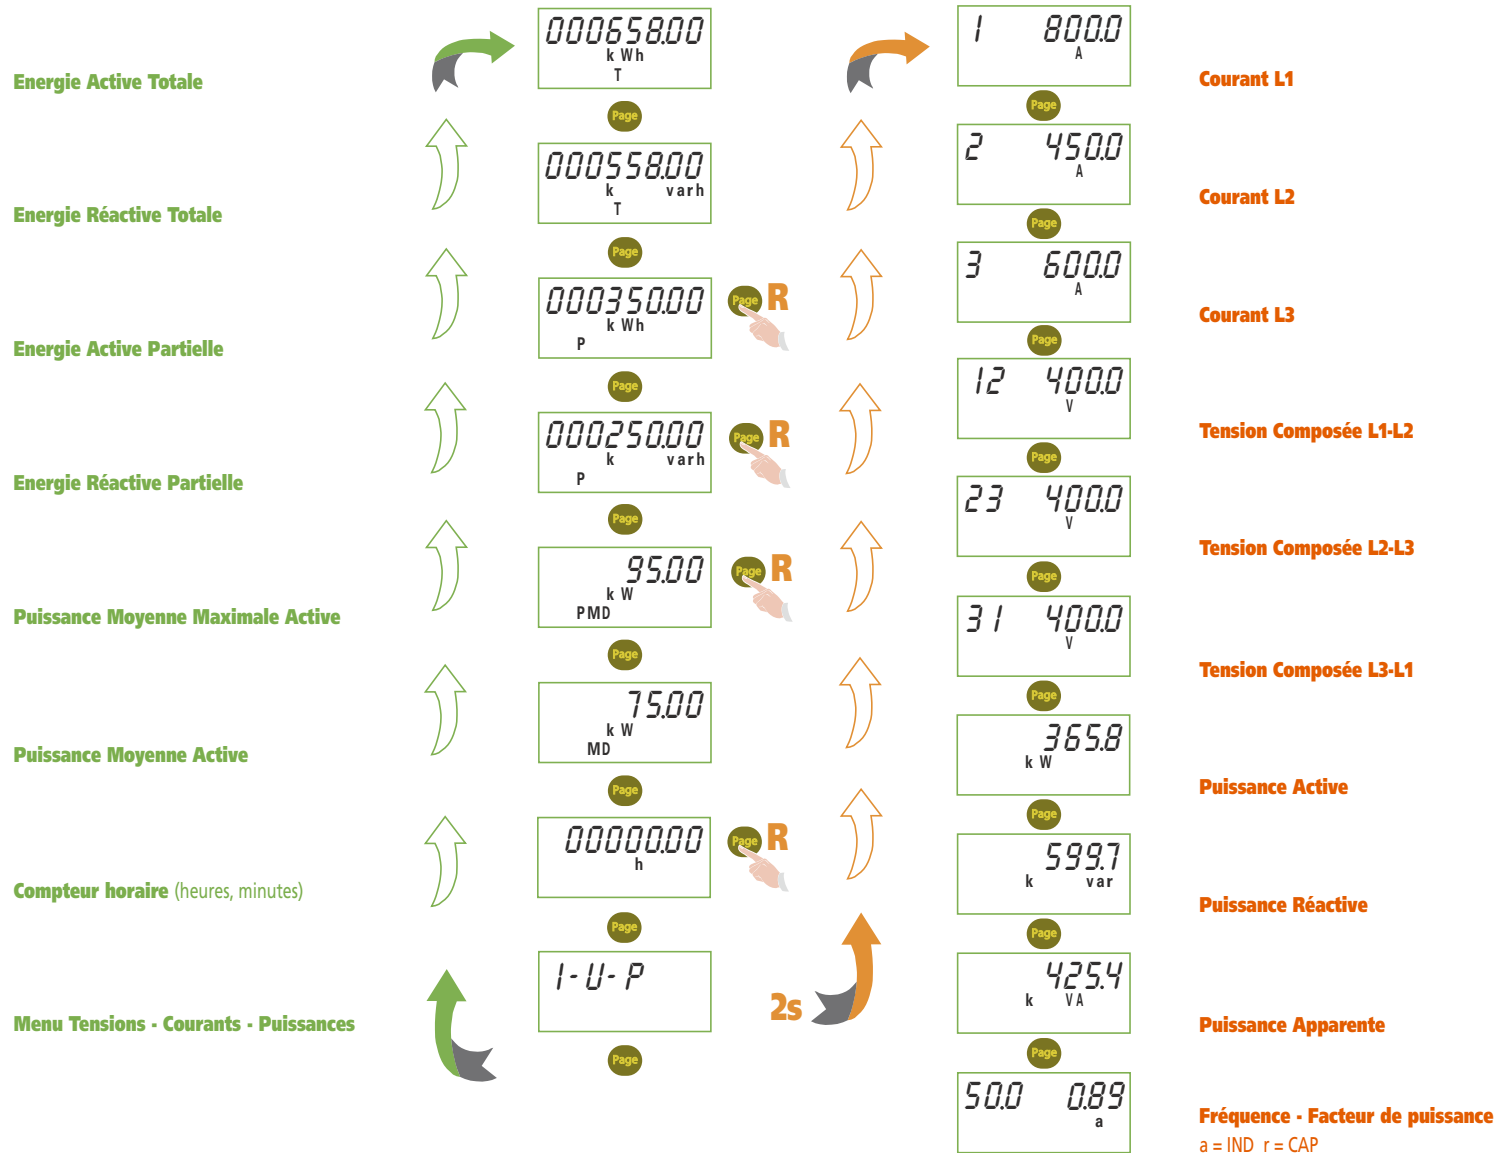 Energie Active Totale
000658.00
k Wh
T
Page
Energie Réactive Totale
000558.00
k varh
T
Page
Energie Active Partielle
000350.00
k Wh
P
Page R
Page
Energie Réactive Partielle
000250.00
k varh
P
Page R
Page
Puissance Moyenne Maximale Active
95.00
k W
PMD
Page R
Page
Puissance Moyenne Active
75.00
k W
MD
Page
Compteur horaire (heures, minutes)
00000.00
h
Page R
Page
Menu Tensions - Courants - Puissances
I-U-P
Page
2s
1 800.0
A
Courant L1
Page
2 450.0
A
Courant L2
Page
3 600.0
A
Courant L3
Page
12 400.0
V
Tension Composée L1-L2
Page
23 400.0
V
Tension Composée L2-L3
Page
31 400.0
V
Tension Composée L3-L1
Page
365.8
k W
Puissance Active
Page
599.7
k var
Puissance Réactive
Page
425.4
k VA
Puissance Apparente
Page
50.0 0.89
a
Fréquence - Facteur de puissance
a = IND r = CAP